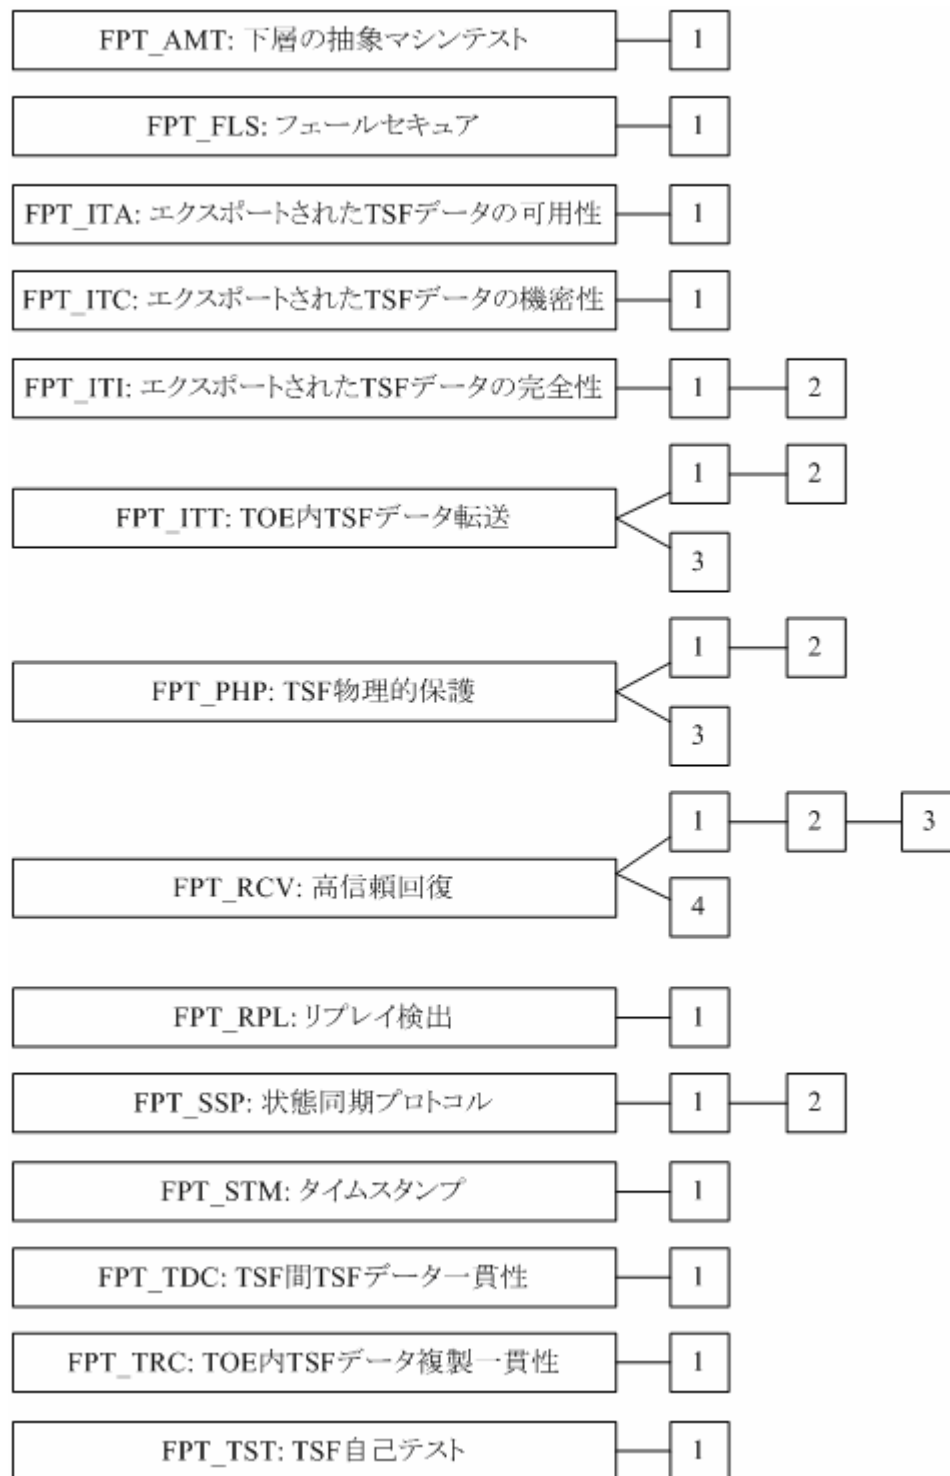 FPT_AMT: 下層の抽象マシンテスト 1
FPT_FLS: フェールセキュア 1
FPT_ITA: エクスポートされたTSFデータの可用性 1
FPT_ITC: エクスポートされたTSFデータの機密性 1
FPT_ITI: エクスポートされたTSFデータの完全性 1 2
1 2
FPT_ITT: TOE内TSFデータ転送
3
1 2
FPT_PHP: TSF物理的保護
3
1 2 3
FPT_RCV: 高信頼回復
4
FPT_RPL: リプレイ検出 1
FPT_SSP: 状態同期プロトコル 1 2
FPT_STM: タイムスタンプ 1
FPT_TDC: TSF間TSFデータ一貫性 1
FPT_TRC: TOE内TSFデータ複製一貫性 1
FPT_TST: TSF自己テスト 1